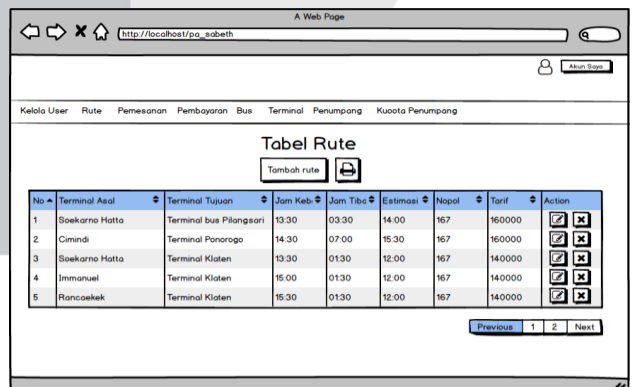 A Web Page
http://localhost/pa_sabeth
Akun Saya
Kelola User Rute Pemesanan Pembayaran Bus Terminal Penumpang Kuoota Penumpang
Tabel Rute
Tambah rute
No Terminal Asal Terminal Tujuan Jam Keb Jam Tiba Estimasi Nopol Tarif Action
1 Soekarno Hatta Terminal bus Pilangsari 13:30 03:30 14:00 167 160000
2 Cimindi Terminal Ponorogo 14:30 07:00 15:30 167 160000
3 Soekarno Hatta Terminal Klaten 13:30 01:30 12:00 167 140000
4 Immanuel Terminal Klaten 15:00 01:30 12:00 167 140000
5 Rancaekek Terminal Klaten 15:30 01:30 12:00 167 140000
Previous 1 2 Next